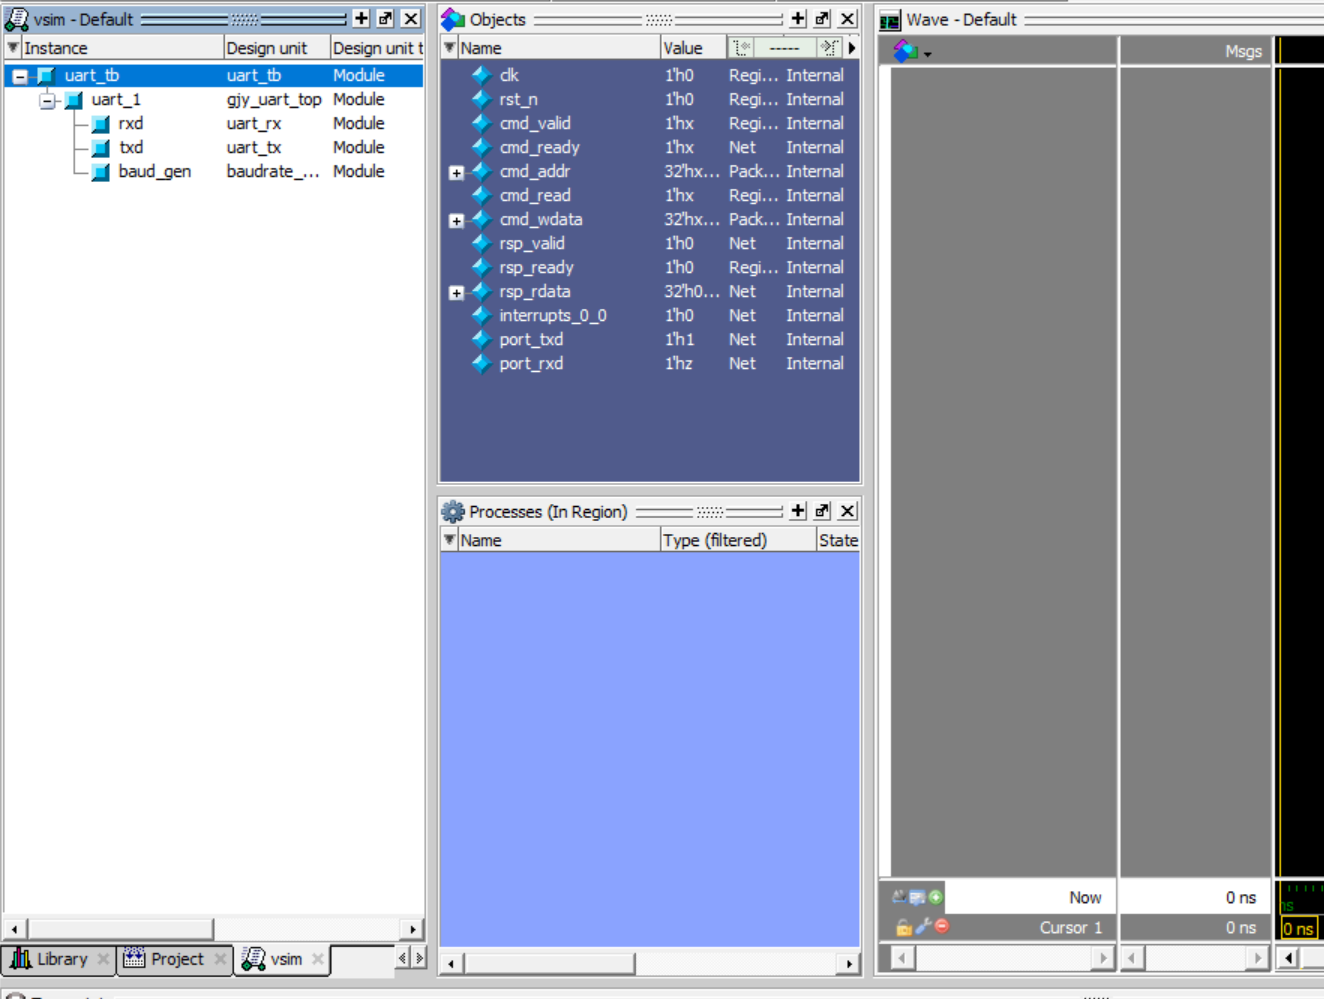 vsim - Default
Instance Design unit Design unit t
uart_tb uart_tb Module
uart_1 gjy_uart_top Module
rxd uart_rx Module
txd uart_tx Module
baud_gen baudrate_... Module
Library Project vsim
Objects
Name Value
clk 1'h0 Regi... Internal
rst_n 1'h0 Regi... Internal
cmd_valid 1'hx Regi... Internal
cmd_ready 1'hx Net Internal
cmd_addr 32'hx... Pack... Internal
cmd_read 1'hx Regi... Internal
cmd_wdata 32'hx... Pack... Internal
rsp_valid 1'h0 Net Internal
rsp_ready 1'h0 Regi... Internal
rsp_rdata 32'h0... Net Internal
interrupts_0_0 1'h0 Net Internal
port_txd 1'h1 Net Internal
port_rxd 1'hz Net Internal
Processes (In Region)
Name Type (filtered) State
Wave - Default
Msgs
Now 0 ns
Cursor 1 0 ns 0 ns